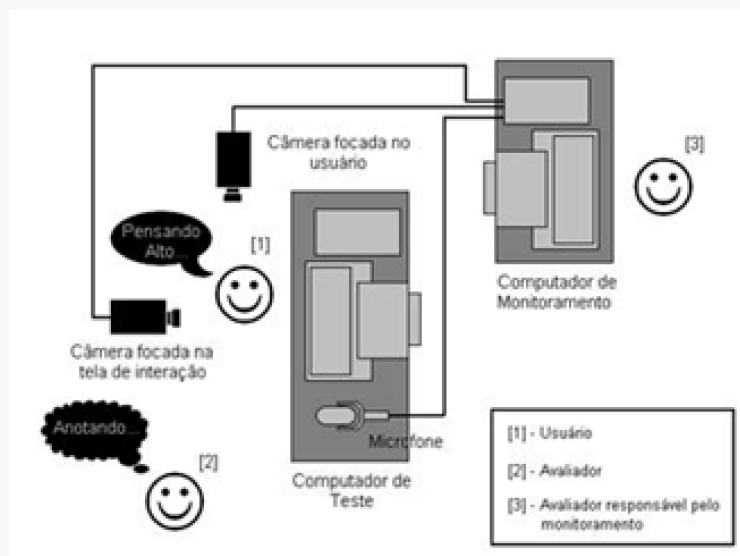 [3]
Câmera focada no
usuário
Pensando
Alto...
[1]
Computador de
Monitoramento
Câmera focada na
tela de interação
Anotando...
[2]
Microfone
Computador de
Teste
[1] - Usuário
[2] - Avaliador
[3] - Avaliador responsável pelo
monitoramento